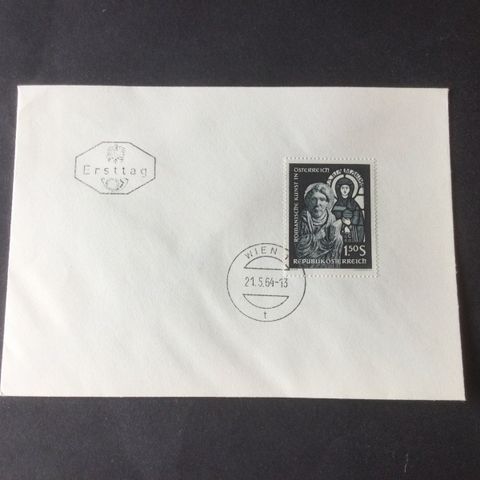 Ersttag
ROMANISCHE KUNST IN
ÖSTERREICH
1.50 S
REPUBLIK ÖSTERREICH
WIEN 1
21.5.64-13
t